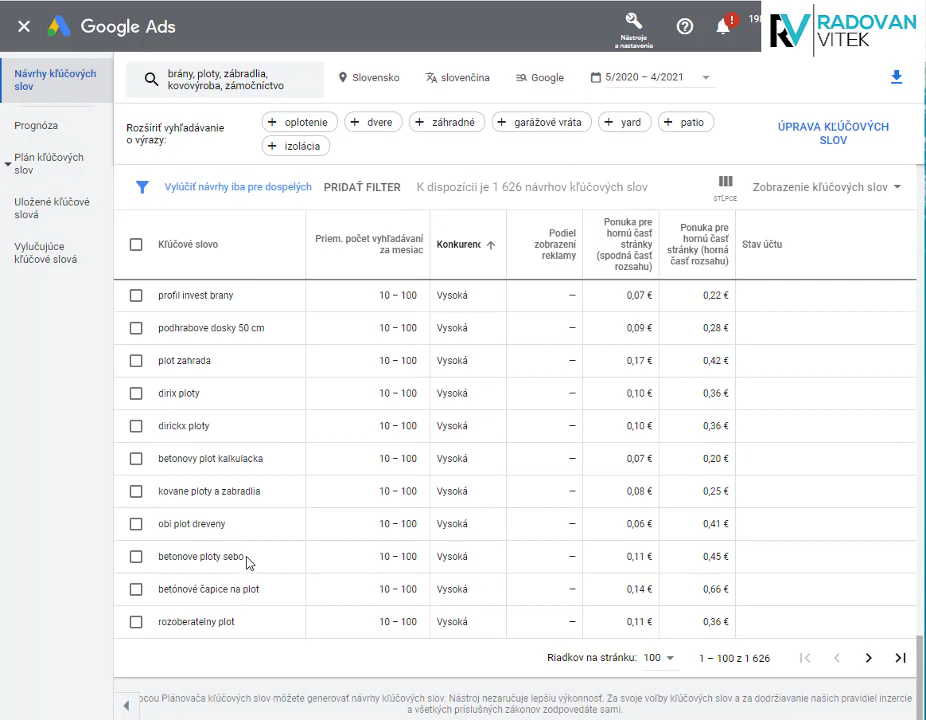 Google Ads
Nástroje
a nastavenia
!
RADOVAN
VITEK
Návrhy kľúčových
slov
Prognóza
Plán kľúčových
slov
Uložené kľúčové
slová
Vylučujúce
kľúčové slová
brány, ploty, zábradlia,
kovovýroba, zámočníctvo
Slovensko
slovenčina
Google
5/2020 – 4/2021
Rozšíriť vyhľadávanie
o výrazy:
+ oplotenie
+ dvere
+ záhradné
+ garážové vráta
+ yard
+ patio
+ izolácia
ÚPRAVA KĽÚČOVÝCH
SLOV
Vylúčiť návrhy iba pre dospelých
PRIDAŤ FILTER
K dispozícii je 1 626 návrhov kľúčových slov
STĹPCE
Zobrazenie kľúčových slov
Kľúčové slovo
Priem. počet vyhľadávaní
za mesiac
Konkurenc
Podiel
zobrazení
reklamy
Ponuka pre
hornú časť
stránky
(spodná časť
rozsahu)
Ponuka pre
hornú časť
stránky (horná
časť rozsahu)
Stav účtu
profil invest brany 10 – 100 Vysoká – 0,07 € 0,22 €
podhrabove dosky 50 cm 10 – 100 Vysoká – 0,09 € 0,28 €
plot zahrada 10 – 100 Vysoká – 0,17 € 0,42 €
dirix ploty 10 – 100 Vysoká – 0,10 € 0,36 €
dirickx ploty 10 – 100 Vysoká – 0,10 € 0,36 €
betonovy plot kalkulacka 10 – 100 Vysoká – 0,07 € 0,20 €
kovane ploty a zabradlia 10 – 100 Vysoká – 0,08 € 0,25 €
obi plot dreveny 10 – 100 Vysoká – 0,06 € 0,41 €
betonove ploty sebo 10 – 100 Vysoká – 0,11 € 0,45 €
betónové čapice na plot 10 – 100 Vysoká – 0,14 € 0,66 €
rozoberatelny plot 10 – 100 Vysoká – 0,11 € 0,36 €
Riadkov na stránku: 100
1 – 100 z 1 626
ocou Plánovača kľúčových slov môžete generovať návrhy kľúčových slov. Nástroj nezaručuje lepšiu výkonnosť. Za svoje voľby kľúčových slov a za dodržiavanie našich pravidiel inzercie
a všetkých príslušných zákonov zodpovedáte sami.